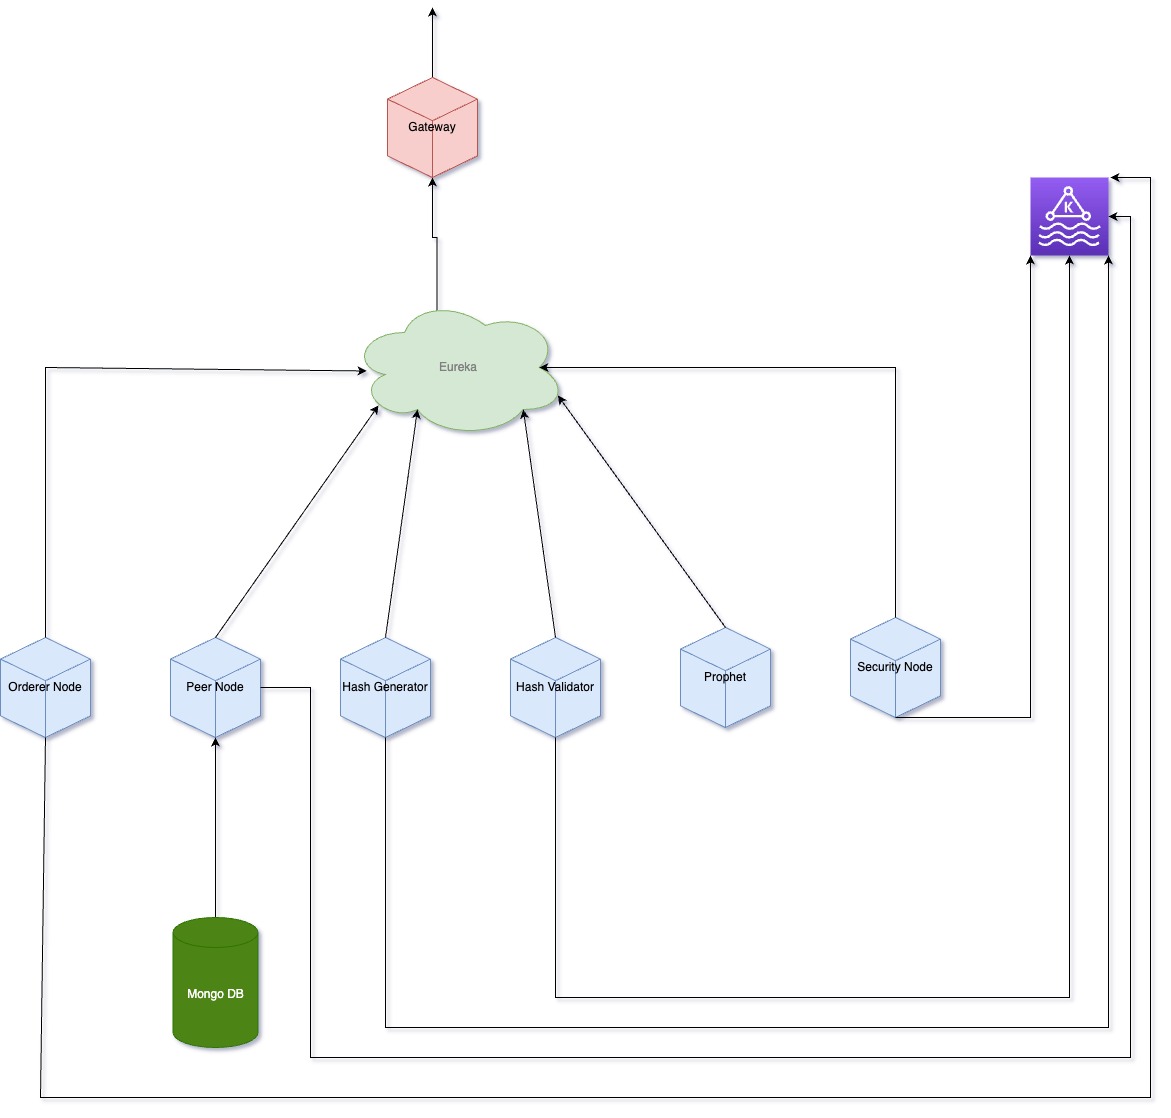 Gateway
K
Eureka
Orderer Node
Peer Node
Hash Generator
Hash Validator
Prophet
Security Node
Mongo DB